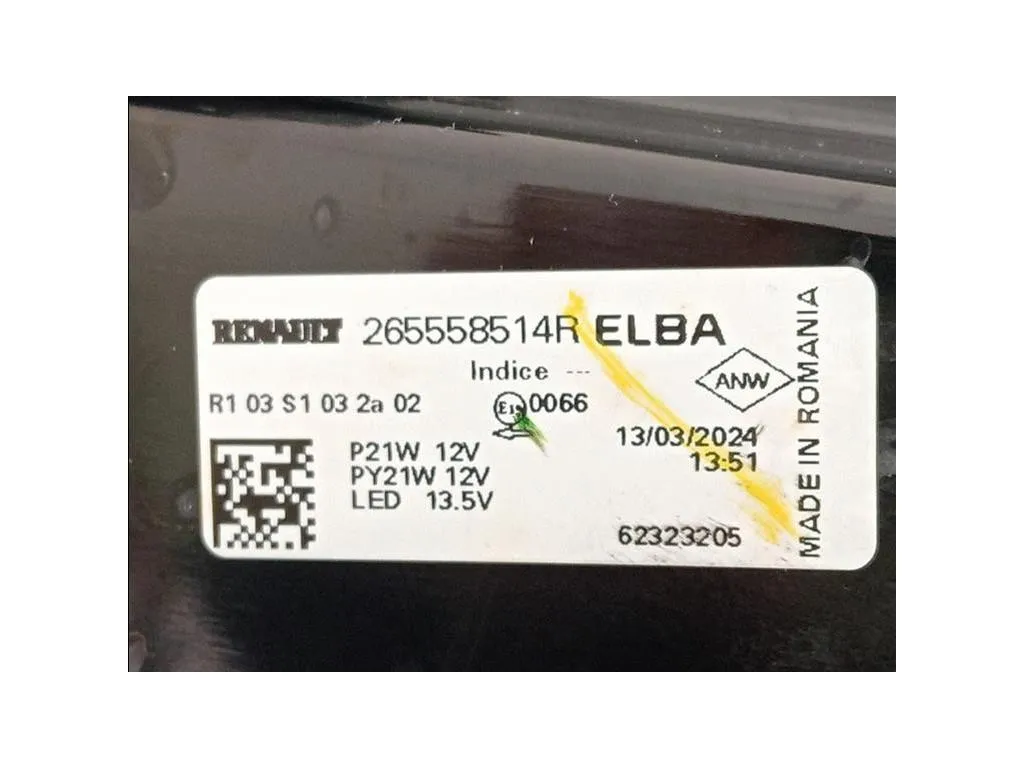 RENAULT 265558514R ELBA
Indice ---
ANW
R1 03 S1 03 2a 02
0066
13/03/2024
13:51
P21W 12V
PY21W 12V
LED 13.5V
62323205
MADE IN ROMANIA